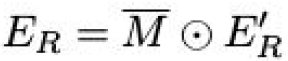 $E_R = \overline{M} \odot E'_R$